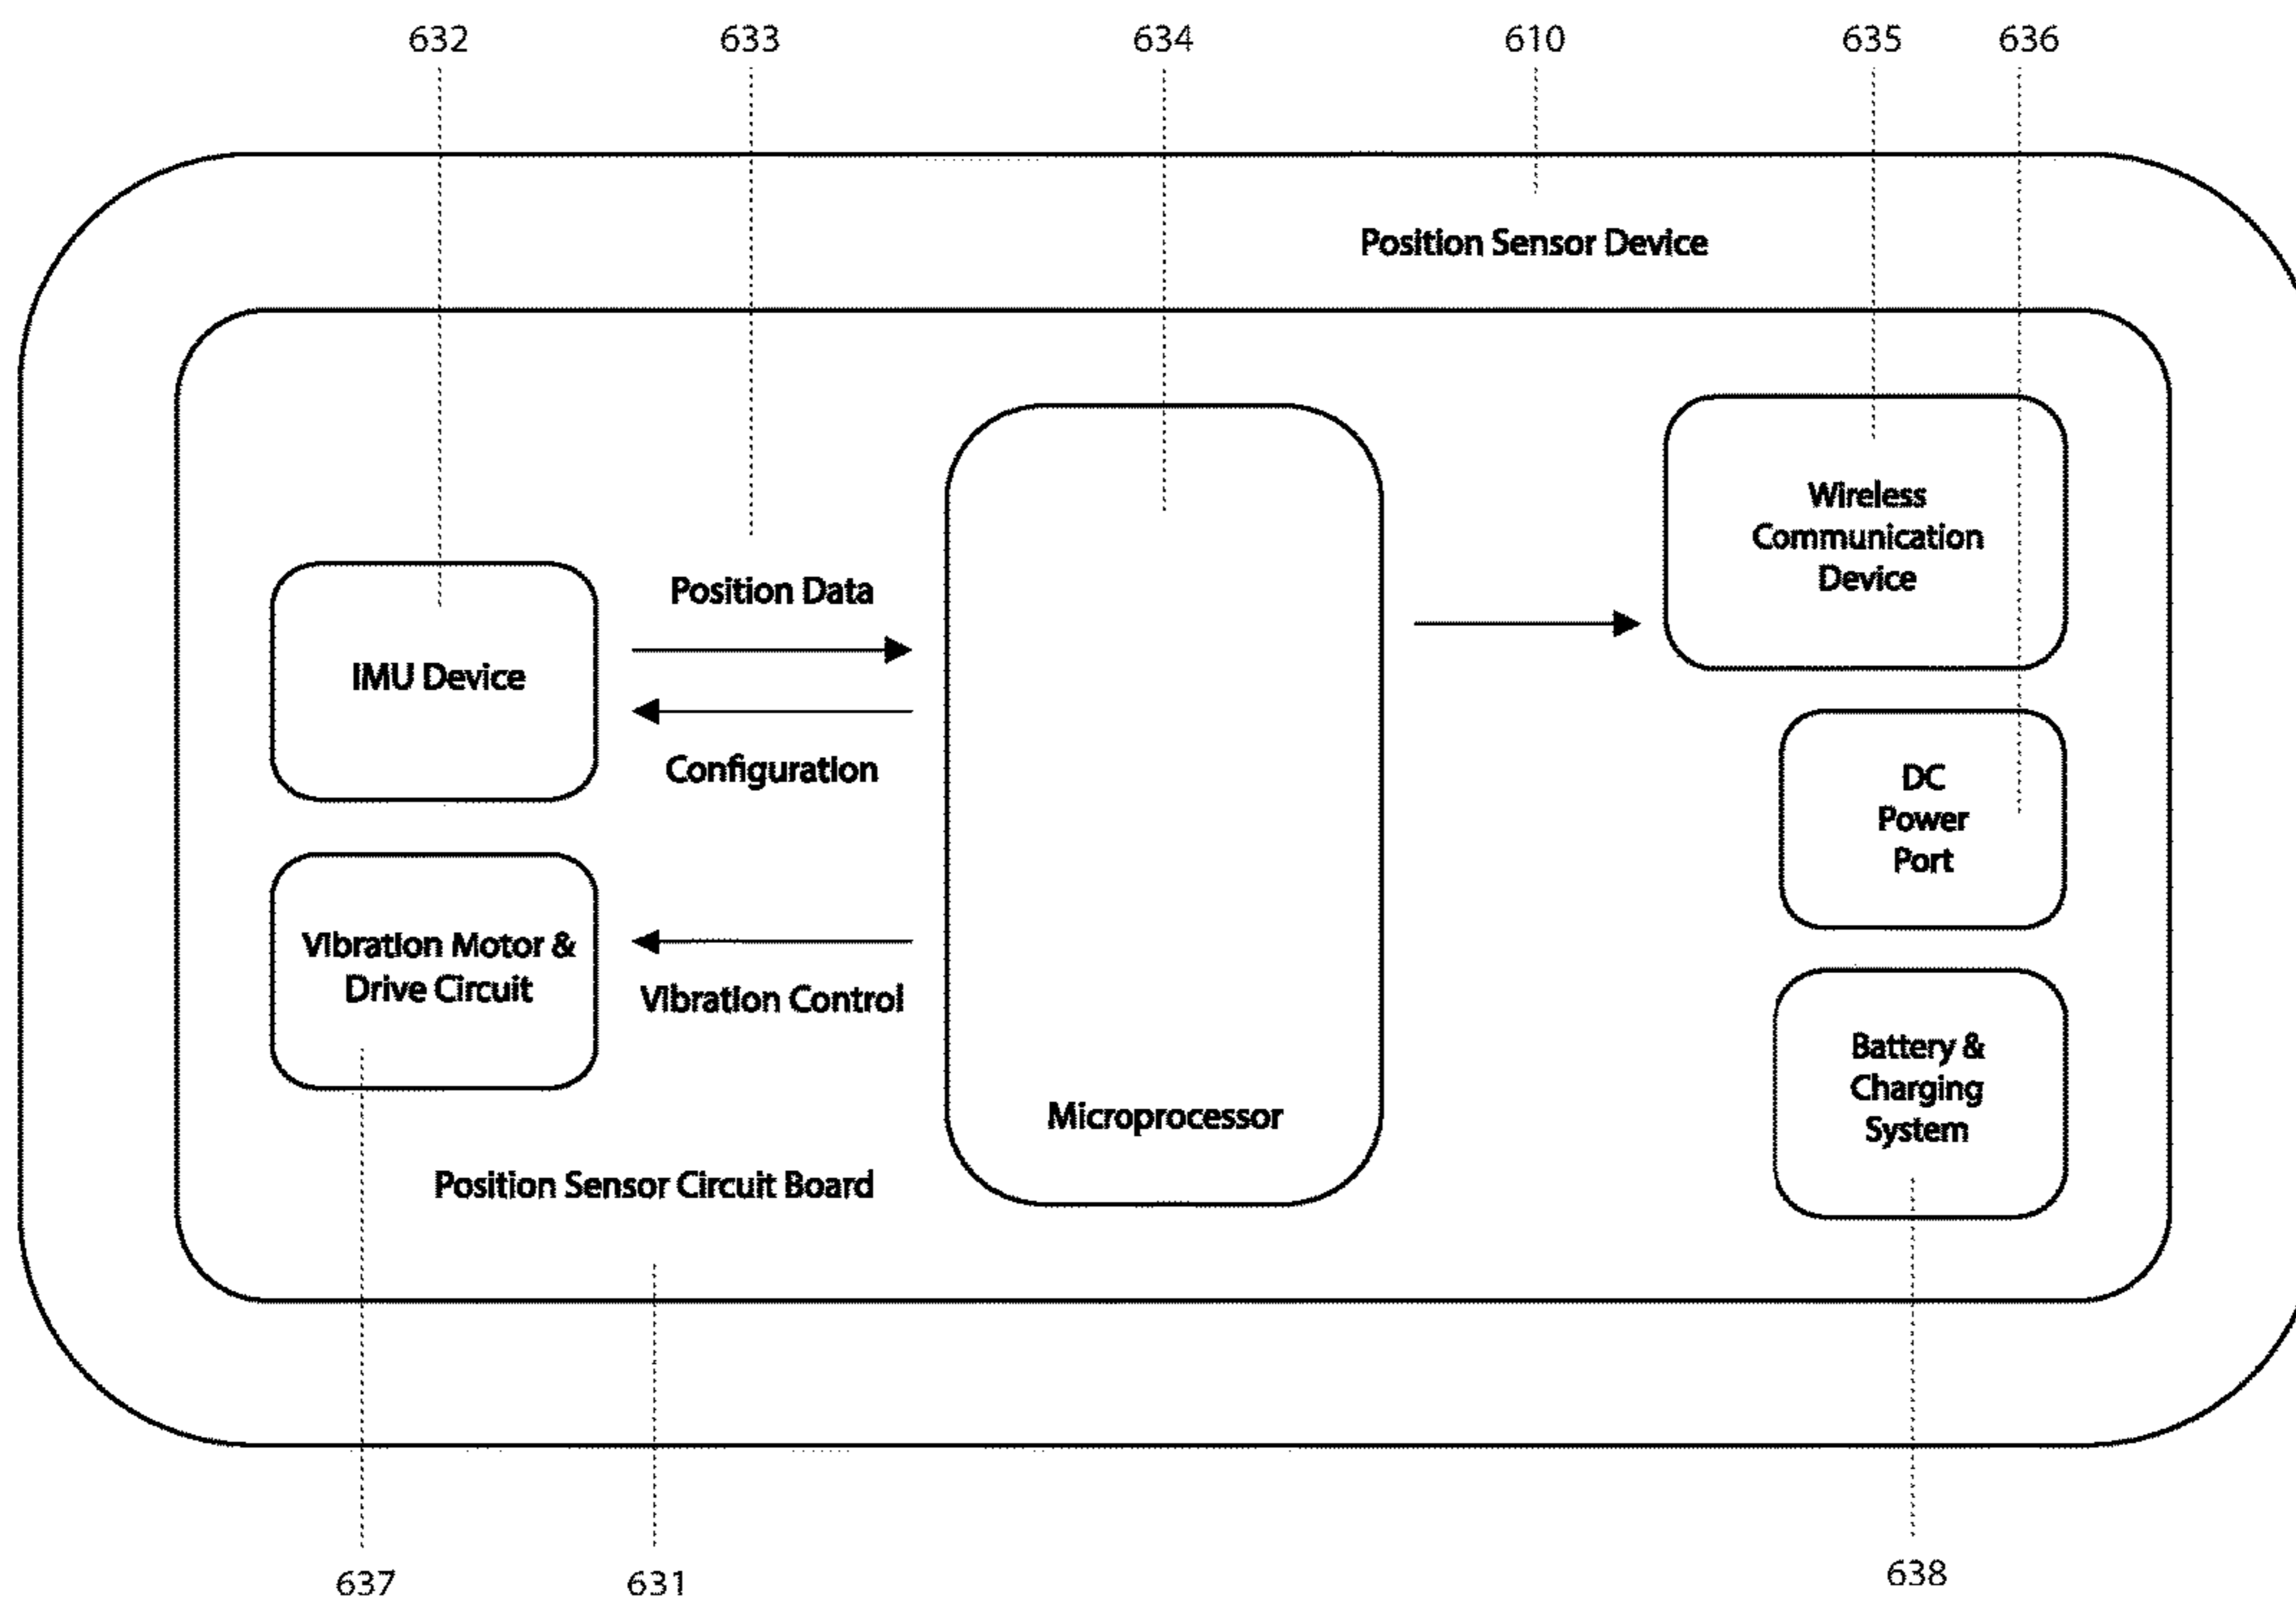 632 633 634 610 635 636
Position Sensor Device
Wireless
Communication
Device
Position Data
IMU Device
Configuration
DC
Power
Port
Vibration Motor &
Drive Circuit
Vibration Control
Battery &
Charging
System
Microprocessor
Position Sensor Circuit Board
637 631 638